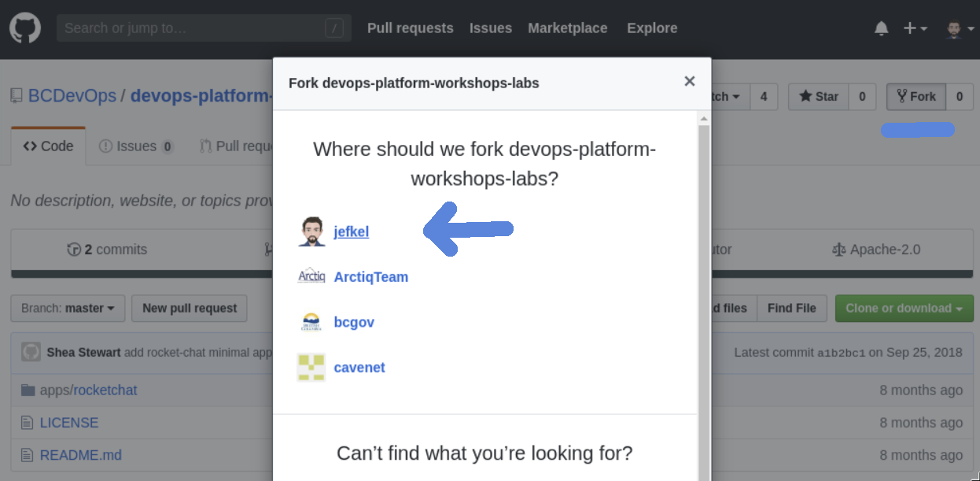 Search or jump to… / Pull requests Issues Marketplace Explore
Fork devops-platform-workshops-labs ×
BCDevOps / devops-platform-
4 Star 0 Fork 0
Code Issues 0 Pull
Where should we fork devops-platform-
workshops-labs?
No description, website, or topics
jefkel
2 commits Apache-2.0
Arctiq ArctiqTeam
Branch: master New pull request files Find File Clone or download
bcgov
Shea Stewart add rocket-chat minimal app Latest commit a1b2bc1 on Sep 25, 2018
cavenet
apps/rocketchat 8 months ago
LICENSE 8 months ago
README.md 8 months ago
Can’t find what you’re looking for?